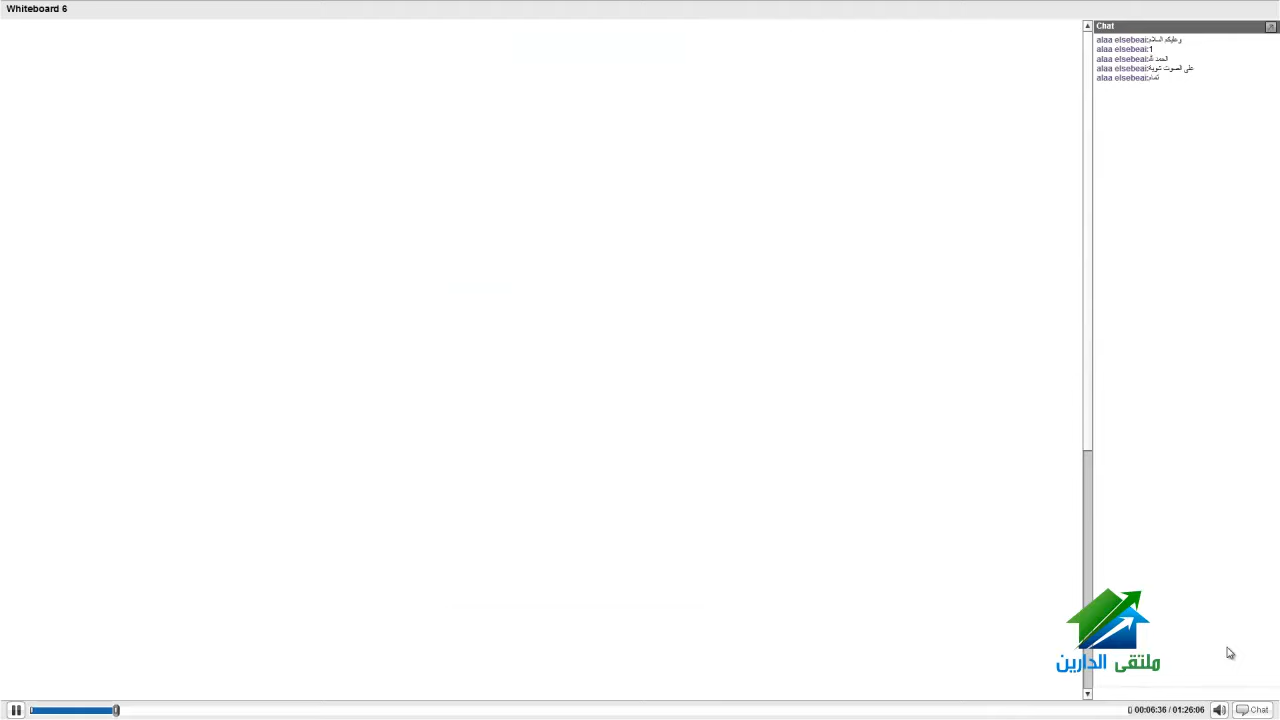 Whiteboard 6
Chat
alaa elsebeai:وعليكم السلام
alaa elsebeai:1
alaa elsebeai:الحمد لله
alaa elsebeai:على الصوت شوية
alaa elsebeai:تمام
ملتقى الدارين
00:06:36 / 01:26:06
Chat